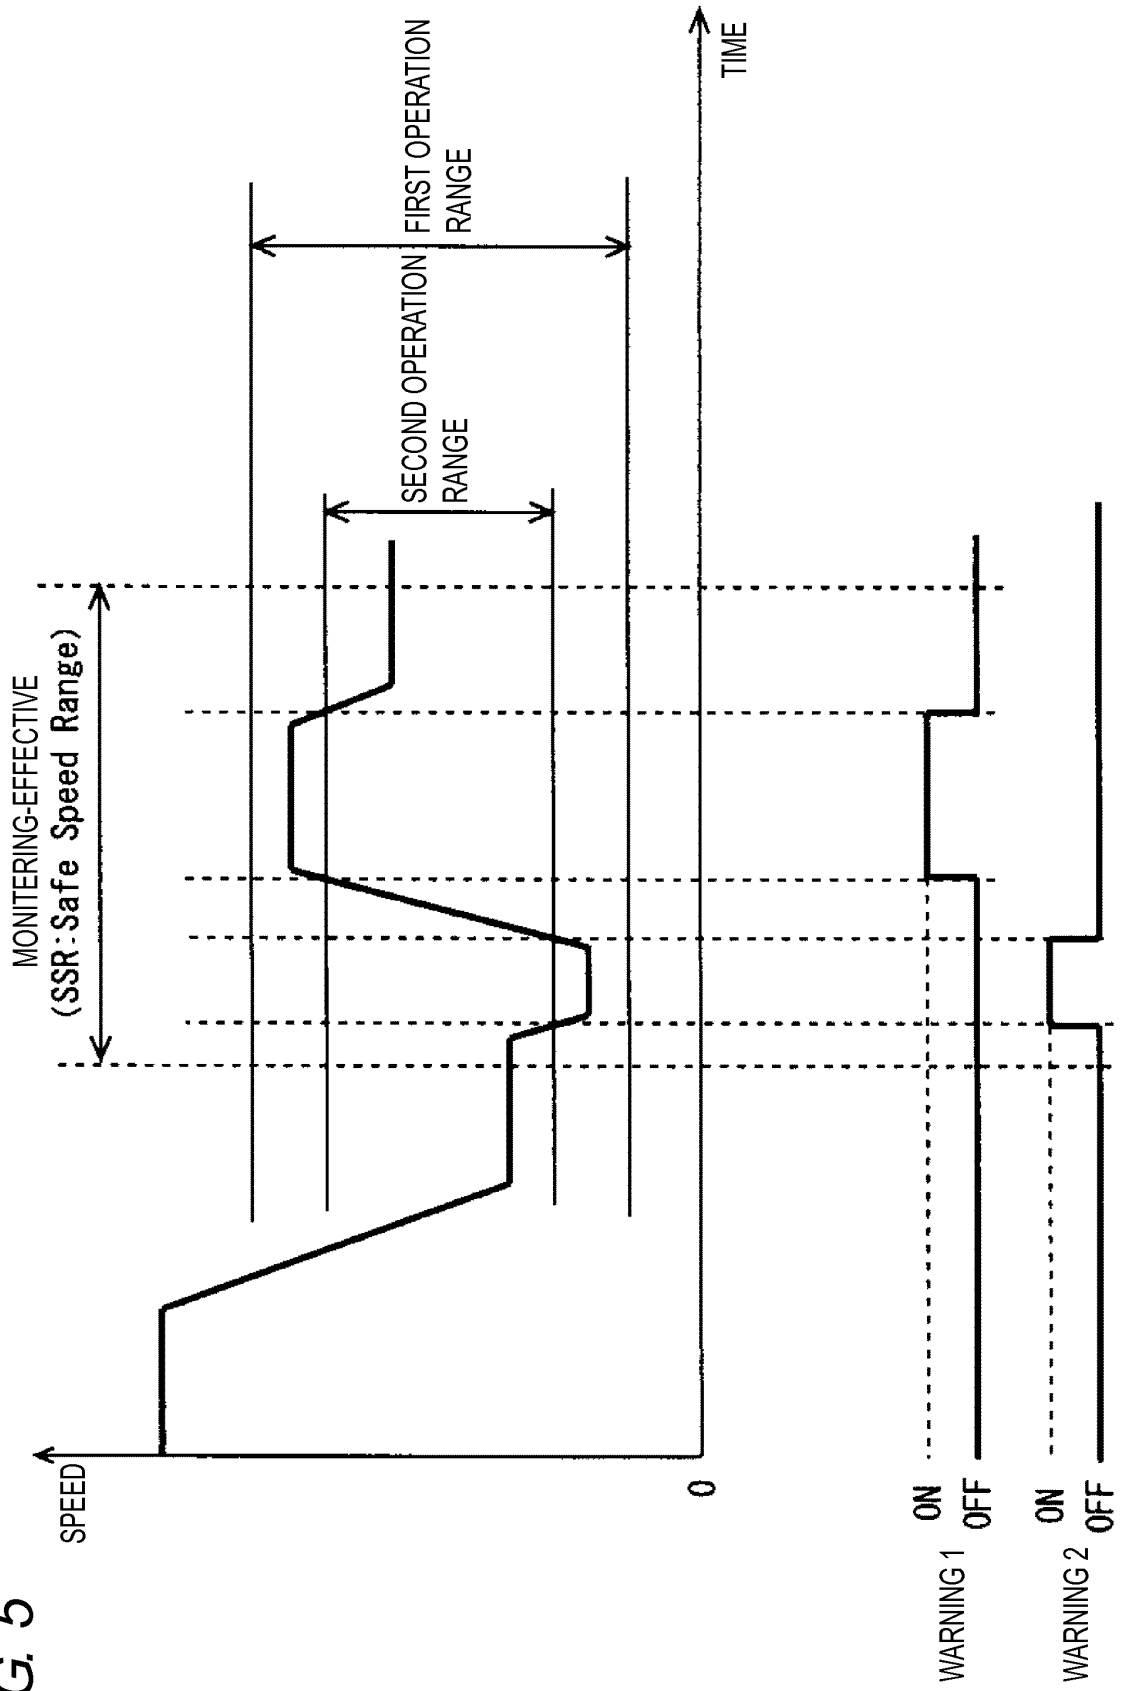 G. 5
SPEED
MONITERING-EFFECTIVE
(SSR:Safe Speed Range)
SECOND OPERATION
RANGE
FIRST OPERATION
RANGE
0
TIME
WARNING 1
ON
OFF
WARNING 2
ON
OFF